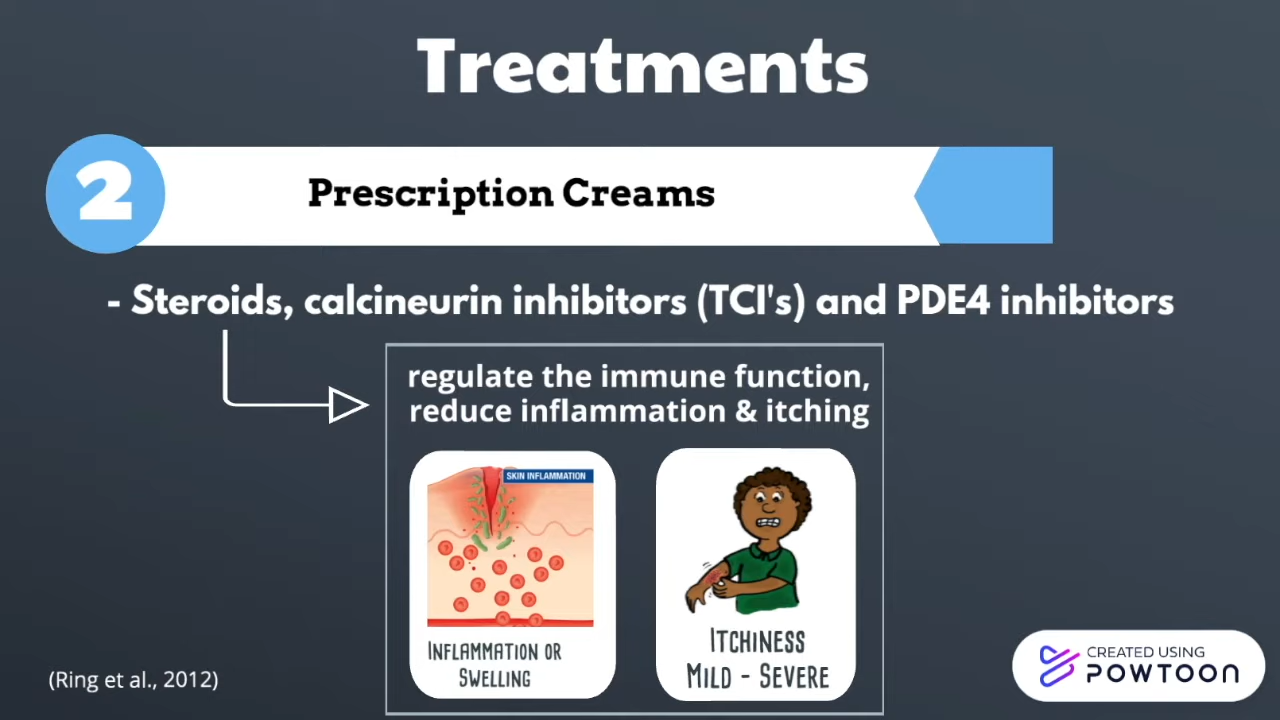 Treatments
2
Prescription Creams
- Steroids, calcineurin inhibitors (TCI's) and PDE4 inhibitors
regulate the immune function,
reduce inflammation & itching
SKIN INFLAMMATION
INFLAMMATION OR
SWELLING
ITCHINESS
MILD - SEVERE
(Ring et al., 2012)
CREATED USING
POWTOON